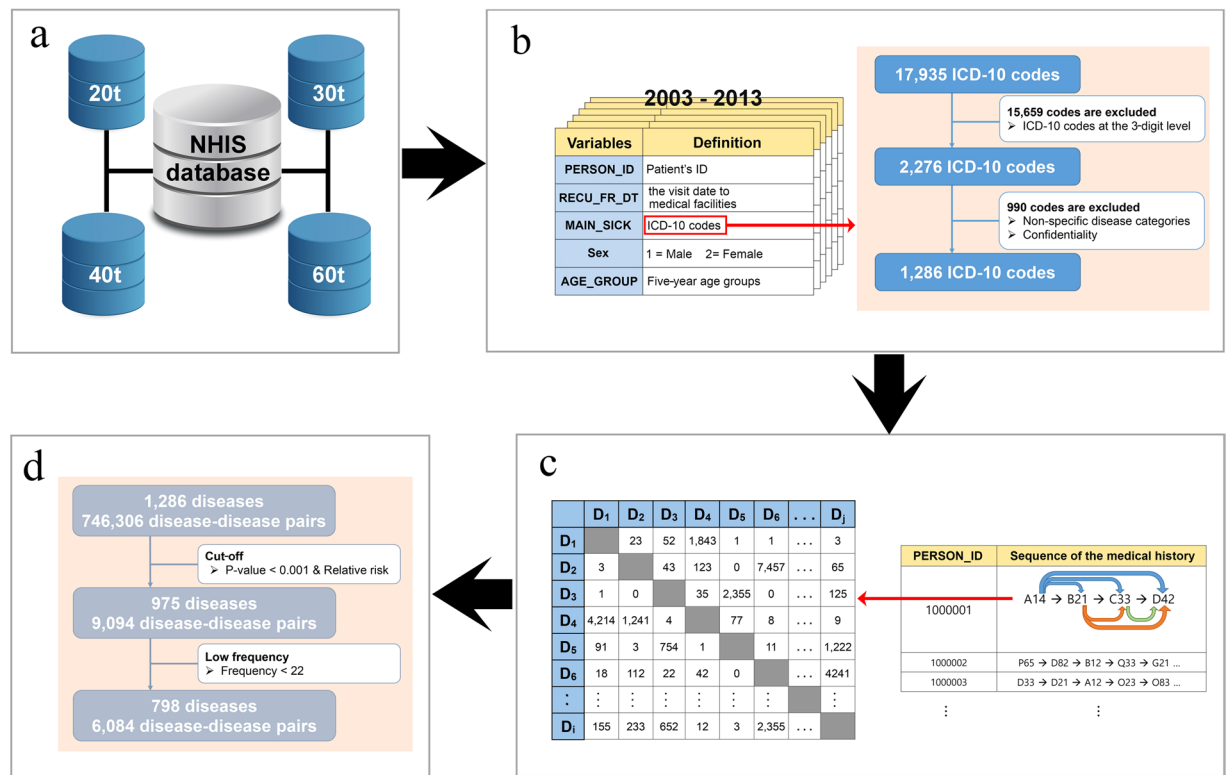 a
20t
30t
NHIS
database
40t
60t
b
2003 - 2013
Variables Definition
PERSON_ID Patient's ID
RECU_FR_DT the visit date to
medical facilities
MAIN_SICK ICD-10 codes
Sex 1 = Male 2= Female
AGE_GROUP Five-year age groups
17,935 ICD-10 codes
15,659 codes are excluded
➢ ICD-10 codes at the 3-digit level
2,276 ICD-10 codes
990 codes are excluded
➢ Non-specific disease categories
➢ Confidentiality
1,286 ICD-10 codes
c
D1 D2 D3 D4 D5 D6 ... Dj
D1 23 52 1,843 1 1 ... 3
D2 3 43 123 0 7,457 ... 65
D3 1 0 35 2,355 0 ... 125
D4 4,214 1,241 4 77 8 ... 9
D5 91 3 754 1 11 ... 1,222
D6 18 112 22 42 0 ... 4241
: ⋮ ⋮ ⋮ ⋮ ⋮ ⋮ ⋮
Di 155 233 652 12 3 2,355 ...
PERSON_ID Sequence of the medical history
1000001 A14 → B21 → C33 → D42
1000002 P65 → D82 → B12 → Q33 → G21 ...
1000003 D33 → D21 → A12 → O23 → O83 ...
⋮ ⋮
d
1,286 diseases
746,306 disease-disease pairs
Cut-off
➢ P-value < 0.001 & Relative risk
975 diseases
9,094 disease-disease pairs
Low frequency
➢ Frequency < 22
798 diseases
6,084 disease-disease pairs